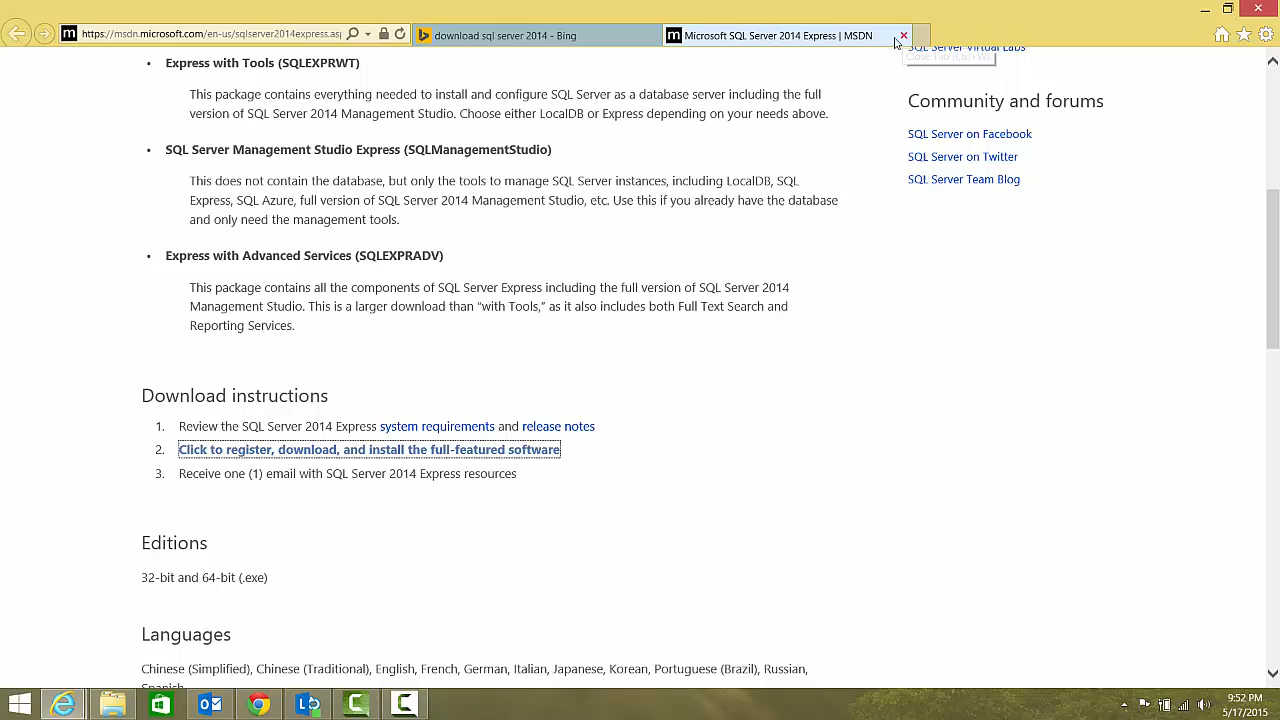 https://msdn.microsoft.com/en-us/sqlserver2014express.asp
download sql server 2014 - Bing
Microsoft SQL Server 2014 Express | MSDN
SQL Server Virtual Labs
Close Tab (Ctrl+W)
Express with Tools (SQLEXPRWT)
This package contains everything needed to install and configure SQL Server as a database server including the full
version of SQL Server 2014 Management Studio. Choose either LocalDB or Express depending on your needs above.
SQL Server Management Studio Express (SQLManagementStudio)
This does not contain the database, but only the tools to manage SQL Server instances, including LocalDB, SQL
Express, SQL Azure, full version of SQL Server 2014 Management Studio, etc. Use this if you already have the database
and only need the management tools.
Express with Advanced Services (SQLEXPRADV)
This package contains all the components of SQL Server Express including the full version of SQL Server 2014
Management Studio. This is a larger download than “with Tools,” as it also includes both Full Text Search and
Reporting Services.
Community and forums
SQL Server on Facebook
SQL Server on Twitter
SQL Server Team Blog
Download instructions
1. Review the SQL Server 2014 Express system requirements and release notes
2. Click to register, download, and install the full-featured software
3. Receive one (1) email with SQL Server 2014 Express resources
Editions
32-bit and 64-bit (.exe)
Languages
Chinese (Simplified), Chinese (Traditional), English, French, German, Italian, Japanese, Korean, Portuguese (Brazil), Russian,
Spanish
9:52 PM
5/17/2015